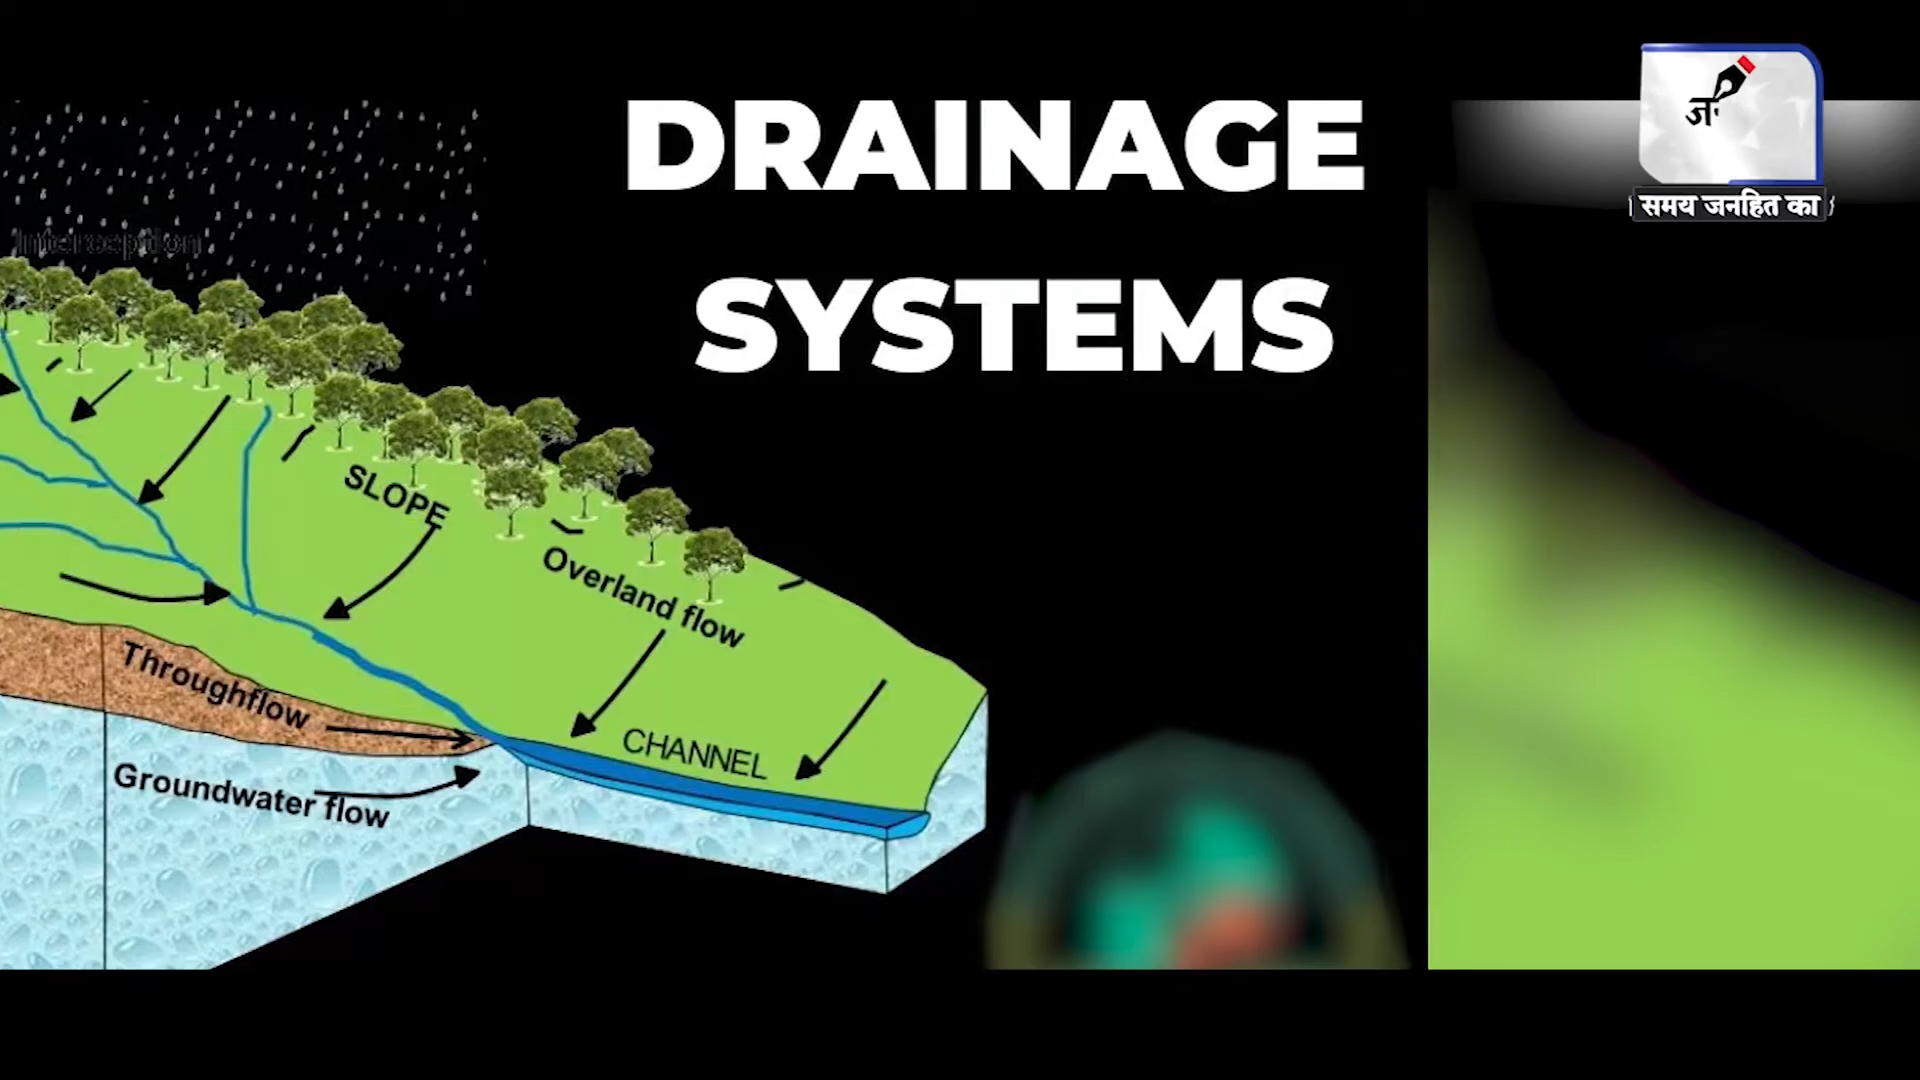 DRAINAGE
SYSTEMS
समय जनहित का
Interception
SLOPE
Overland flow
Throughflow
CHANNEL
Groundwater flow